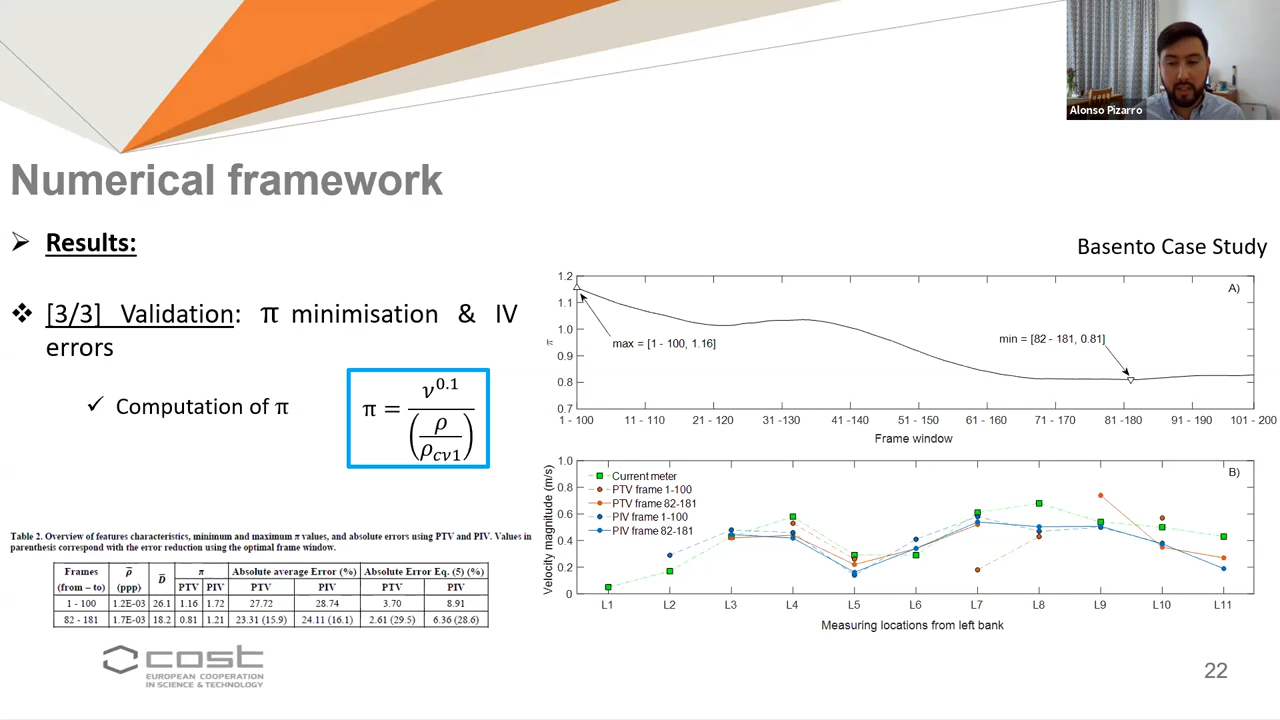 Alonso Pizarro
Numerical framework
➢ Results:
Basento Case Study
❖ [3/3] Validation: π minimisation & IV
errors
✓ Computation of π
π = ν^0.1 / (ρ / ρ_cν1)
1.2
1.1
1.0
0.9
0.8
0.7
π
A)
max = [1 - 100, 1.16]
min = [82 - 181, 0.81]
1 - 100 11 - 110 21 - 120 31 -130 41 - 140 51 - 150 61 - 160 71 - 170 81 -180 91 - 190 101 - 200
Frame window
1.0
0.8
0.6
0.4
0.2
0
Velocity magnitude (m/s)
B)
Current meter
PTV frame 1-100
PTV frame 82-181
PIV frame 1-100
PIV frame 82-181
L1 L2 L3 L4 L5 L6 L7 L8 L9 L10 L11
Measuring locations from left bank
Table 2. Overview of features characteristics, minimum and maximum π values, and absolute errors using PTV and PIV. Values in
parenthesis correspond with the error reduction using the optimal frame window.
Frames ρ̅ D̅ π Absolute average Error (%) Absolute Error Eq. (5) (%)
(from – to) (ppp) PTV PIV PTV PIV PTV PIV
1 - 100 1.2E-03 26.1 1.16 1.72 27.72 28.74 3.70 8.91
82 - 181 1.7E-03 18.2 0.81 1.21 23.31 (15.9) 24.11 (16.1) 2.61 (29.5) 6.36 (28.6)
cost
EUROPEAN COOPERATION
IN SCIENCE & TECHNOLOGY
22